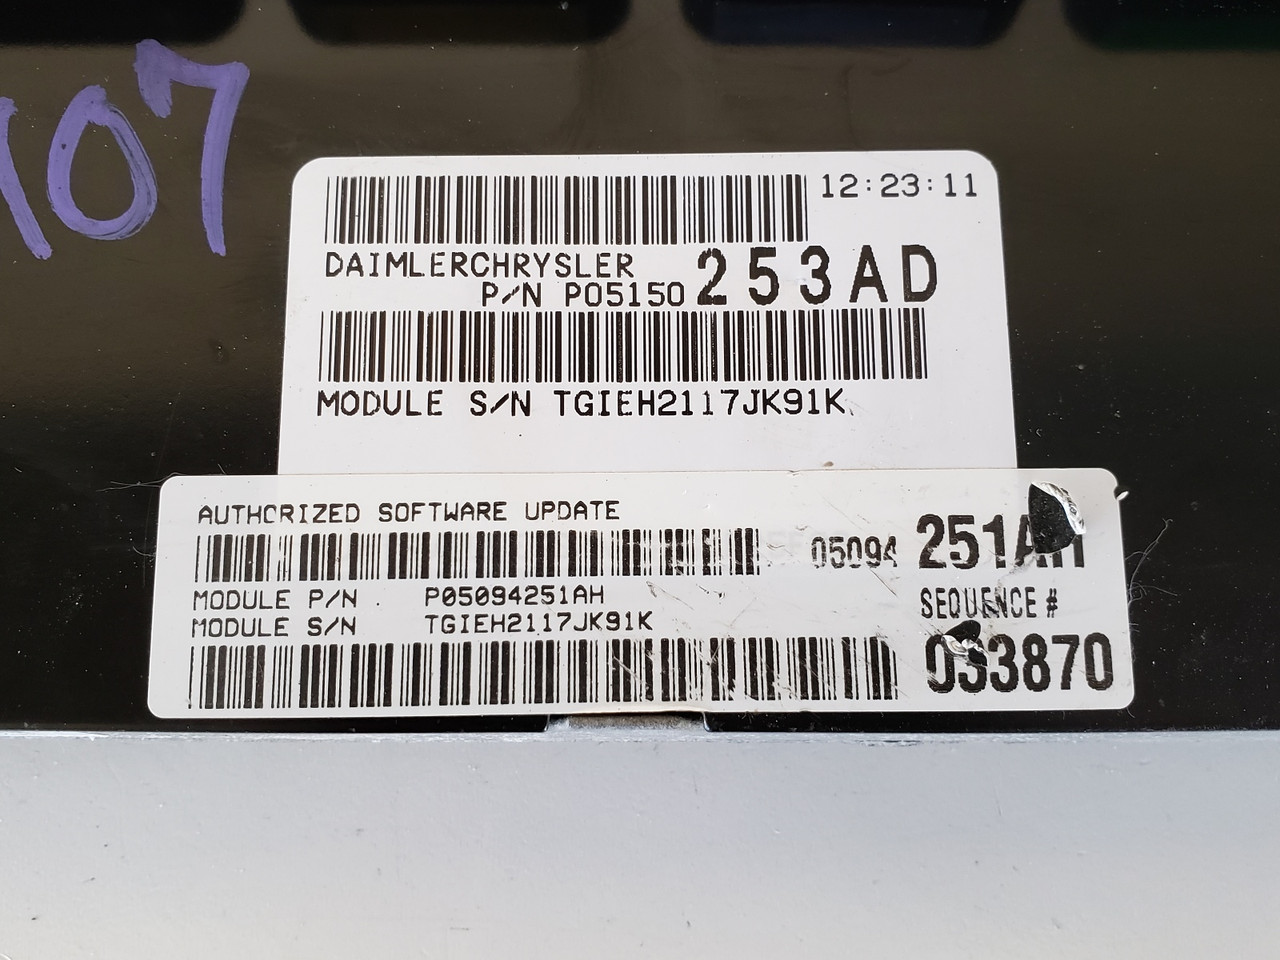 107
12:23:11
DAIMLERCHRYSLER
P/N P05150 253AD
MODULE S/N TGIEH2117JK91K
AUTHORIZED SOFTWARE UPDATE
05094 251AH
MODULE P/N P05094251AH
SEQUENCE #
MODULE S/N TGIEH2117JK91K
033870